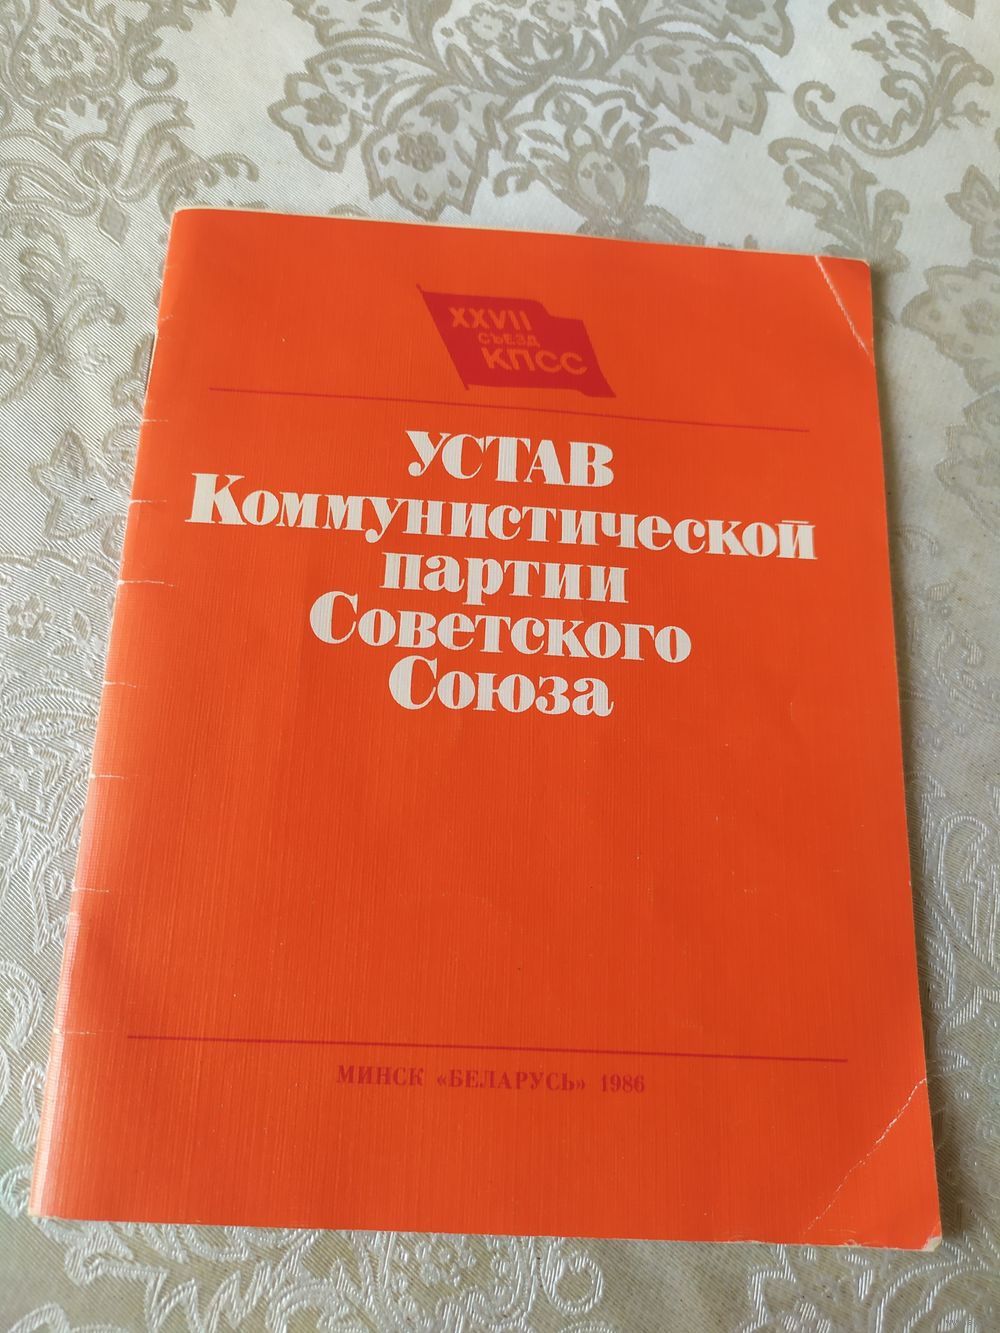 XXVII
СЪЕЗД
КПСС
УСТАВ
Коммунистической
партии
Советского
Союза
МИНСК «БЕЛАРУСЬ» 1986